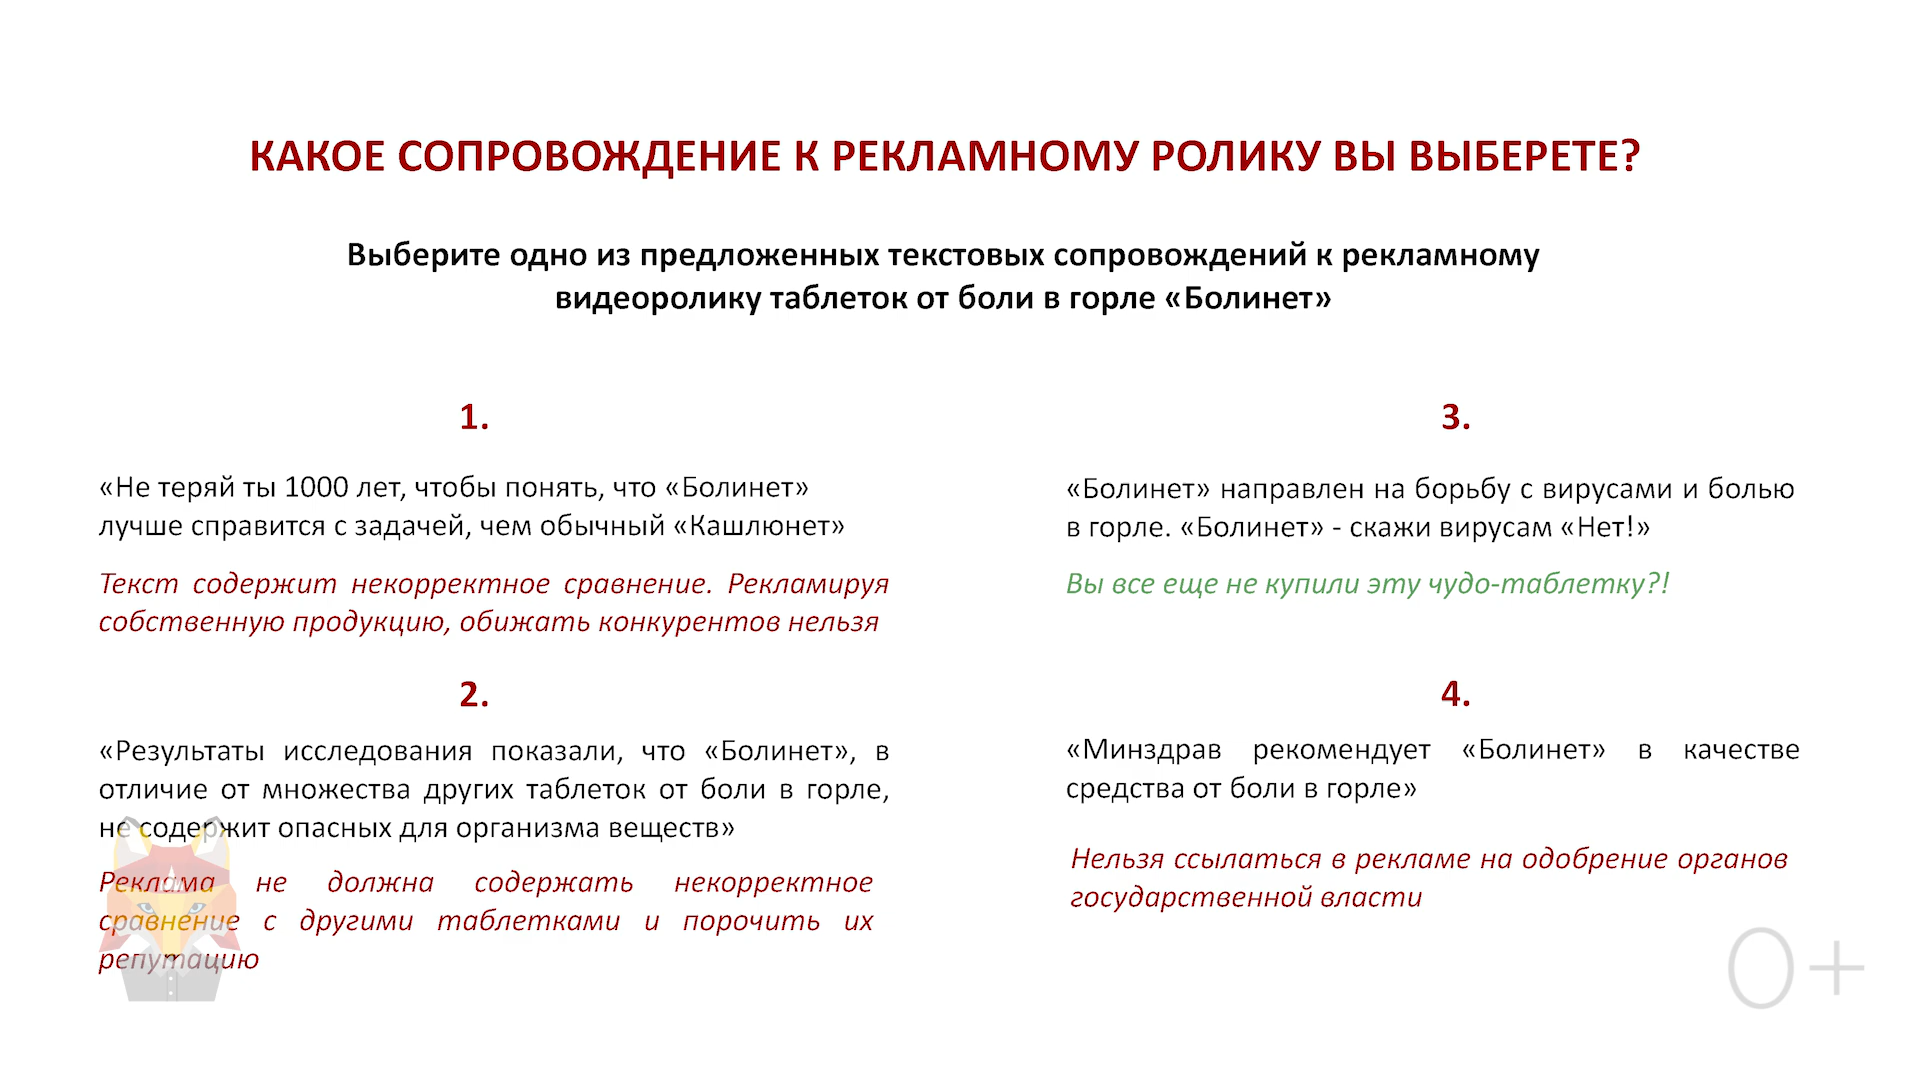 КАКОЕ СОПРОВОЖДЕНИЕ К РЕКЛАМНОМУ РОЛИКУ ВЫ ВЫБЕРЕТЕ?
Выберите одно из предложенных текстовых сопровождений к рекламному
видеоролику таблеток от боли в горле «Болинет»
1.
«Не теряй ты 1000 лет, чтобы понять, что «Болинет»
лучше справится с задачей, чем обычный «Кашлюнет»
Текст содержит некорректное сравнение. Рекламируя
собственную продукцию, обижать конкурентов нельзя
2.
«Результаты исследования показали, что «Болинет», в
отличие от множества других таблеток от боли в горле,
не содержит опасных для организма веществ»
Реклама не должна содержать некорректное
сравнение с другими таблетками и порочить их
репутацию
3.
«Болинет» направлен на борьбу с вирусами и болью
в горле. «Болинет» - скажи вирусам «Нет!»
Вы все еще не купили эту чудо-таблетку?!
4.
«Минздрав рекомендует «Болинет» в качестве
средства от боли в горле»
Нельзя ссылаться в рекламе на одобрение органов
государственной власти
0+